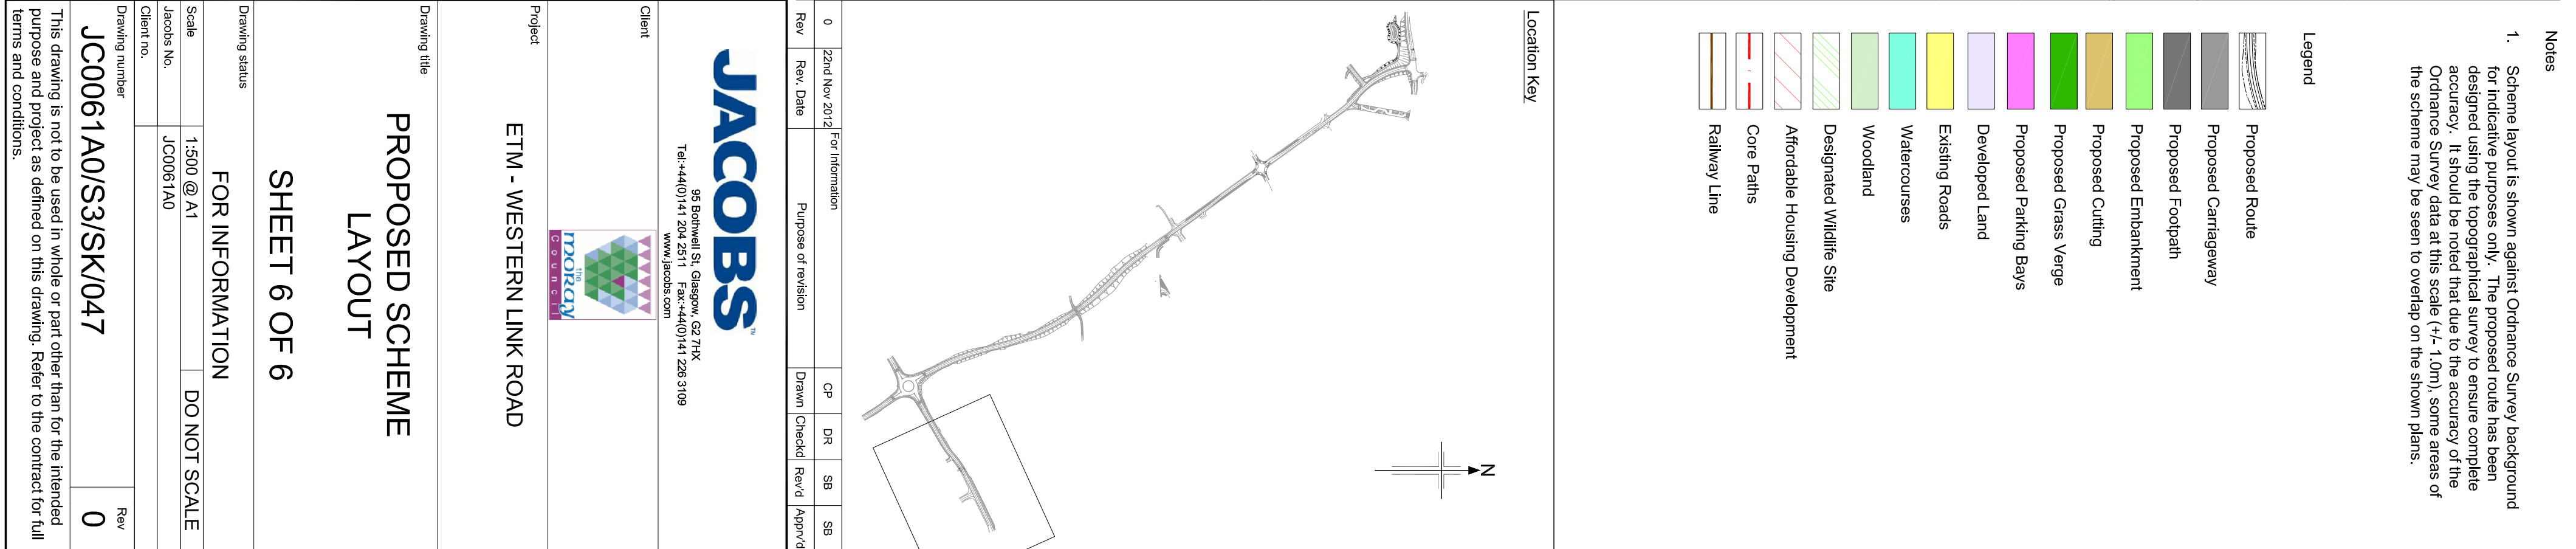 Notes
1. Scheme layout is shown against Ordnance Survey background
for indicative purposes only. The proposed route has been
designed using the topographical survey to ensure complete
accuracy. It should be noted that due to the accuracy of the
Ordnance Survey data at this scale (+/- 1.0m), some areas of
the scheme may be seen to overlap on the shown plans.
Legend
Proposed Route
Proposed Carriageway
Proposed Footpath
Proposed Embankment
Proposed Cutting
Proposed Grass Verge
Proposed Parking Bays
Developed Land
Existing Roads
Watercourses
Woodland
Designated Wildlife Site
Affordable Housing Development
Core Paths
Railway Line
Location Key
N
0 22nd Nov 2012 For Information CP DR SB SB
Rev Rev. Date Purpose of revision Drawn Checkd Rev'd Apprv'd
JACOBS™
95 Bothwell St, Glasgow, G2 7HX
Tel:+44(0)141 204 2511 Fax:+44(0)141 226 3109
www.jacobs.com
Client
the
moray
Council
Project
ETM - WESTERN LINK ROAD
Drawing title
PROPOSED SCHEME
LAYOUT
SHEET 6 OF 6
Drawing status
FOR INFORMATION
Scale 1:500 @ A1 DO NOT SCALE
Jacobs No. JC0061A0
Client no.
Drawing number Rev
JC0061A0/S3/SK/047 0
This drawing is not to be used in whole or part other than for the intended
purpose and project as defined on this drawing. Refer to the contract for full
terms and conditions.